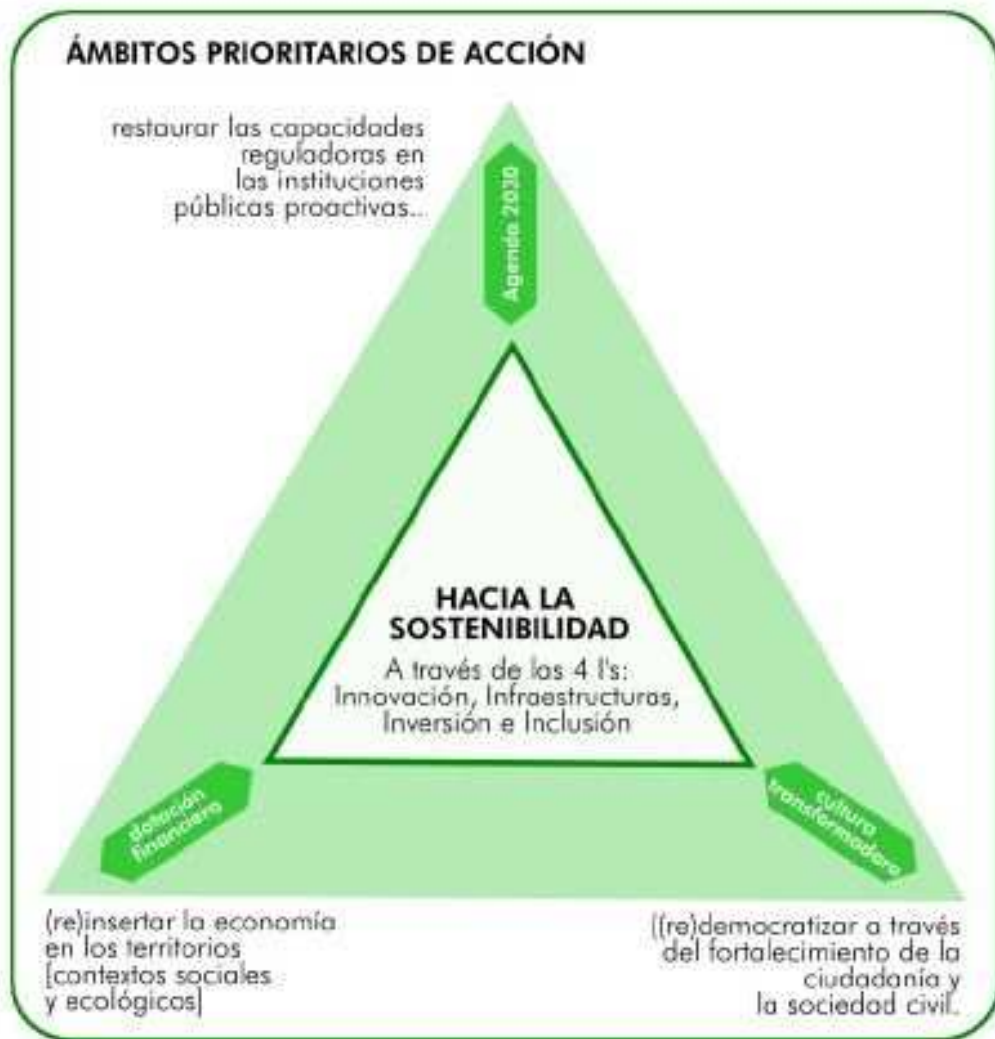 ÁMBITOS PRIORITARIOS DE ACCIÓN
restaurar las capacidades
reguladoras en
las instituciones
públicas proactivas..
Agenda 2030
HACIA LA
SOSTENIBILIDAD
A través de las 4 I's:
Innovación, Infraestructuras,
Inversión e Inclusión
dotación
financiera
cultura
transformadora
(re)insertar la economía
en los territorios
[contextos sociales
y ecológicos]
((re)democratizar a través
del fortalecimiento de la
ciudadanía y
la sociedad civil.